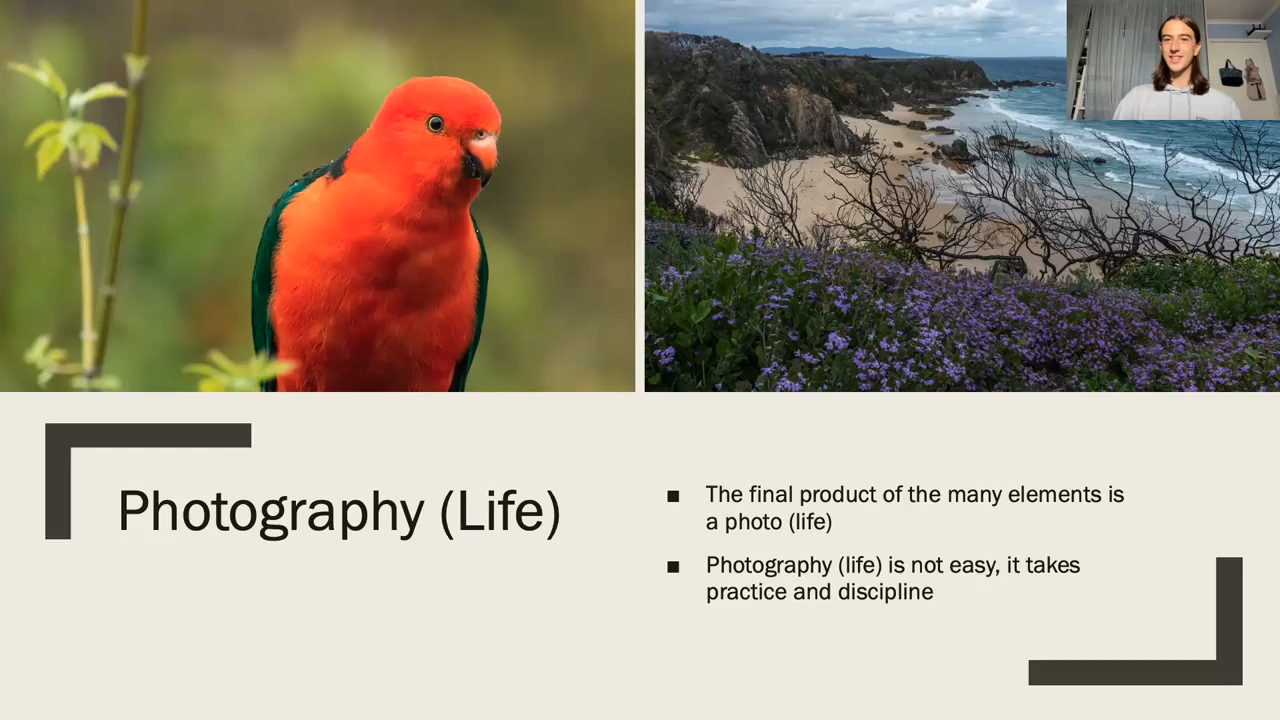 Photography (Life)
■ The final product of the many elements is
a photo (life)
■ Photography (life) is not easy, it takes
practice and discipline